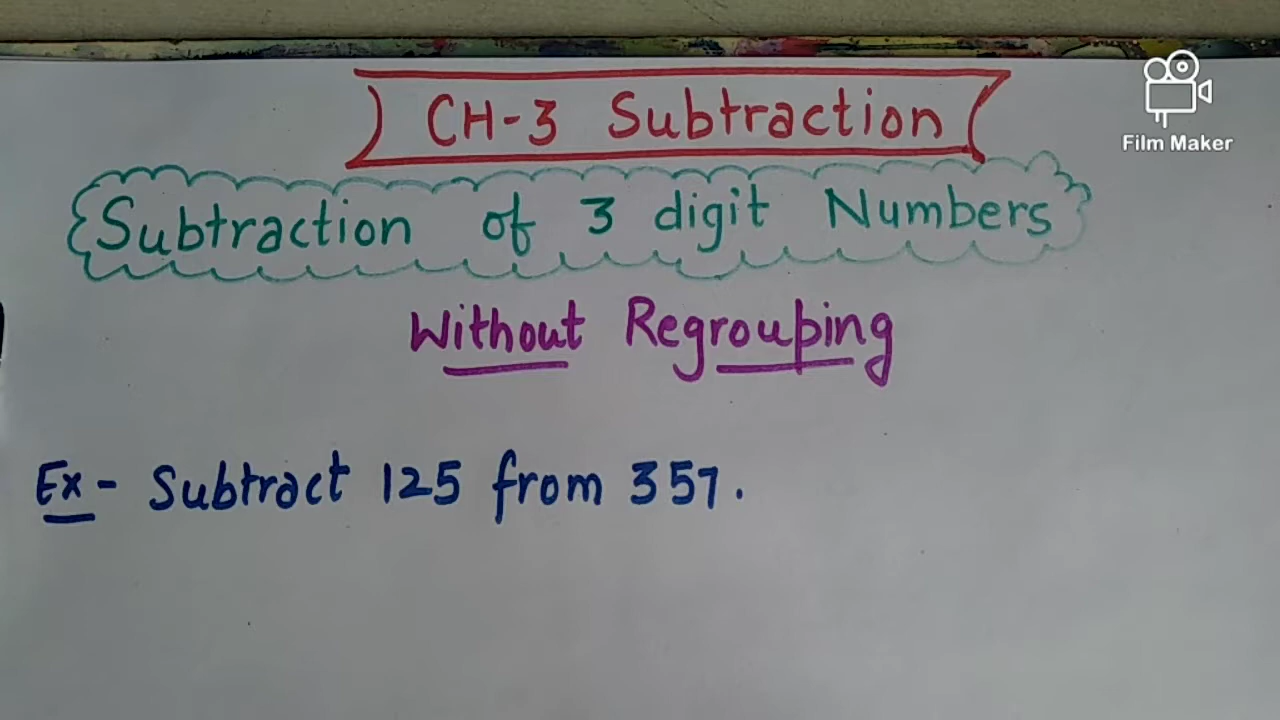 CH-3 Subtraction
Film Maker
Subtraction of 3 digit Numbers
Without Regrouping
Ex- Subtract 125 from 357.